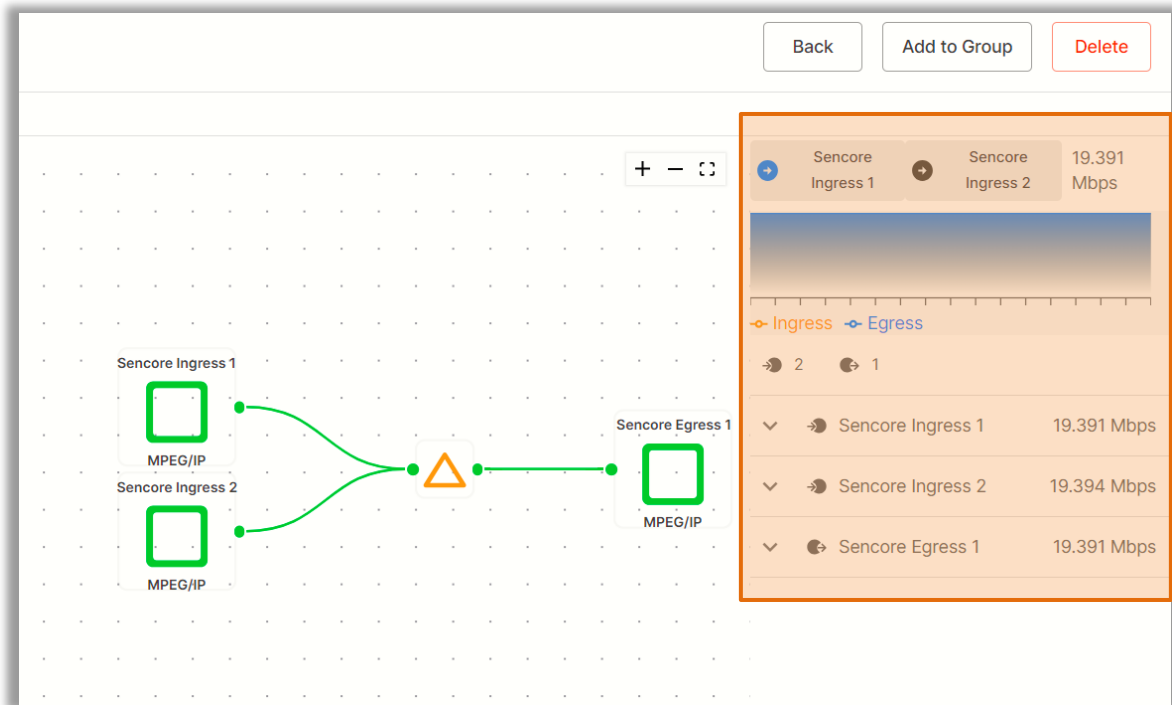 Back
Add to Group
Delete
Sencore
Ingress 1
Sencore
Ingress 2
19.391
Mbps
Ingress
Egress
2
1
Sencore Ingress 1
19.391 Mbps
Sencore Ingress 2
19.394 Mbps
Sencore Egress 1
19.391 Mbps
Sencore Ingress 1
MPEG/IP
Sencore Ingress 2
MPEG/IP
Sencore Egress 1
MPEG/IP